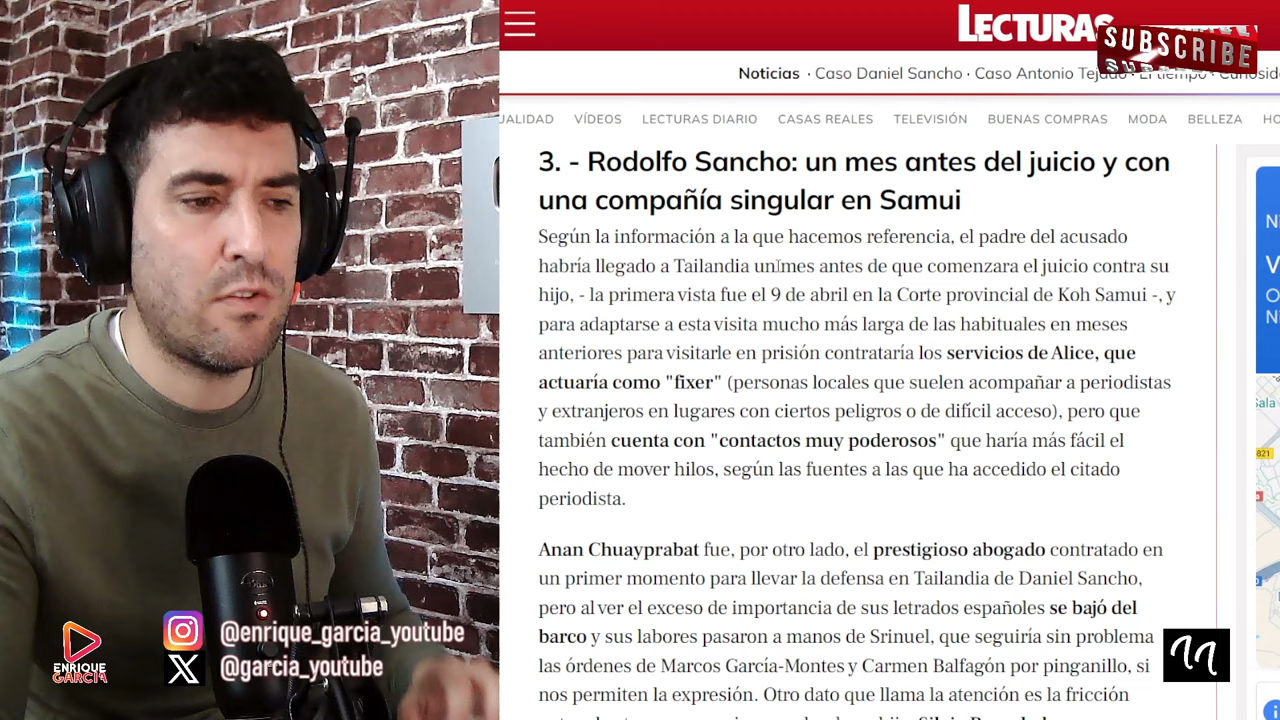 LECTURAS
SUBSCRIBE
Noticias · Caso Daniel Sancho · Caso Antonio Tejado · El tiempo ·
VÍDEOS LECTURAS DIARIO CASAS REALES TELEVISIÓN BUENAS COMPRAS MODA BELLEZA
3. - Rodolfo Sancho: un mes antes del juicio y con
una compañía singular en Samui
Según la información a la que hacemos referencia, el padre del acusado
habría llegado a Tailandia un mes antes de que comenzara el juicio contra su
hijo, - la primera vista fue el 9 de abril en la Corte provincial de Koh Samui -, y
para adaptarse a esta visita mucho más larga de las habituales en meses
anteriores para visitarle en prisión contrataría los servicios de Alice, que
actuaría como "fixer" (personas locales que suelen acompañar a periodistas
y extranjeros en lugares con ciertos peligros o de difícil acceso), pero que
también cuenta con "contactos muy poderosos" que haría más fácil el
hecho de mover hilos, según las fuentes a las que ha accedido el citado
periodista.
Anan Chuayprabat fue, por otro lado, el prestigioso abogado contratado en
un primer momento para llevar la defensa en Tailandia de Daniel Sancho,
pero al ver el exceso de importancia de sus letrados españoles se bajó del
barco y sus labores pasaron a manos de Srinuel, que seguiría sin problema
las órdenes de Marcos García-Montes y Carmen Balfagón por pinganillo, si
nos permiten la expresión. Otro dato que llama la atención es la fricción
821
ENRIQUE
GARCIA
@enrique_garcia_youtube
@garcia_youtube